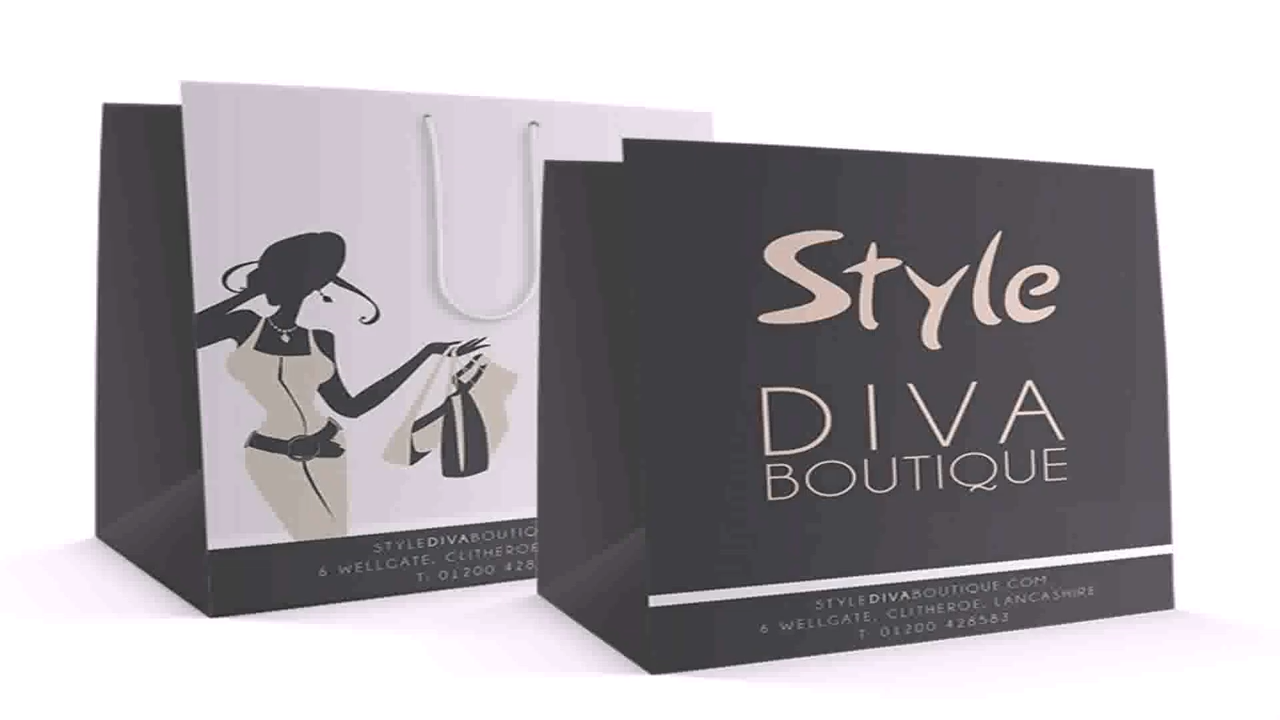 STYLEDIVABOUTIQ
6 WELLGATE, CLITHEROE
T: 01200 428
Style
DIVA
BOUTIQUE
STYLEDIVABOUTIQUE.COM
6 WELLGATE, CLITHEROE, LANCASHIRE
T: 01200 428583